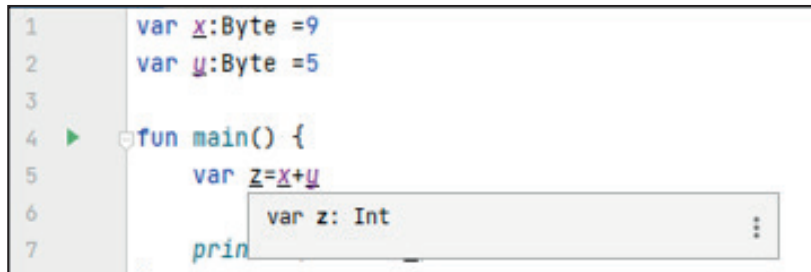 1 var x:Byte =9
2 var y:Byte =5
3
4 fun main() {
5 var z=x+y
6 var z: Int
7 prin